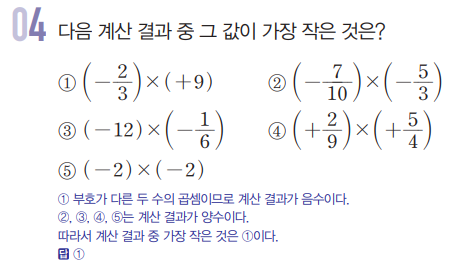 04 다음 계산 결과 중 그 값이 가장 작은 것은?
① (-2/3)×(+9) ② (-7/10)×(-5/3)
③ (-12)×(-1/6) ④ (+2/9)×(+5/4)
⑤ (-2)×(-2)
① 부호가 다른 두 수의 곱셈이므로 계산 결과가 음수이다.
②, ③, ④, ⑤는 계산 결과가 양수이다.
따라서 계산 결과 중 가장 작은 것은 ①이다.
답 ①